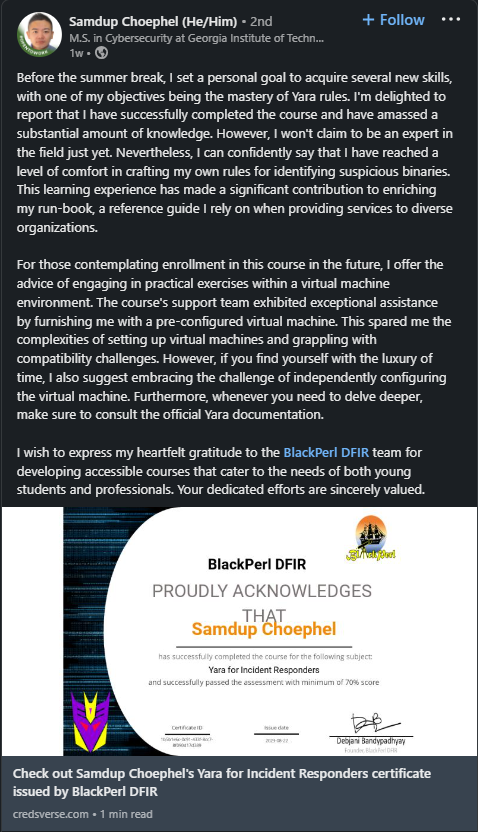 Samdup Choephel (He/Him) • 2nd
+ Follow
•••
M.S. in Cybersecurity at Georgia Institute of Techn...
1w •
Before the summer break, I set a personal goal to acquire several new skills,
with one of my objectives being the mastery of Yara rules. I'm delighted to
report that I have successfully completed the course and have amassed a
substantial amount of knowledge. However, I won't claim to be an expert in
the field just yet. Nevertheless, I can confidently say that I have reached a
level of comfort in crafting my own rules for identifying suspicious binaries.
This learning experience has made a significant contribution to enriching
my run-book, a reference guide I rely on when providing services to diverse
organizations.
For those contemplating enrollment in this course in the future, I offer the
advice of engaging in practical exercises within a virtual machine
environment. The course's support team exhibited exceptional assistance
by furnishing me with a pre-configured virtual machine. This spared me the
complexities of setting up virtual machines and grappling with
compatibility challenges. However, if you find yourself with the luxury of
time, I also suggest embracing the challenge of independently configuring
the virtual machine. Furthermore, whenever you need to delve deeper,
make sure to consult the official Yara documentation.
I wish to express my heartfelt gratitude to the BlackPerl DFIR team for
developing accessible courses that cater to the needs of both young
students and professionals. Your dedicated efforts are sincerely valued.
BlackPerl
BlackPerl DFIR
PROUDLY ACKNOWLEDGES
THAT
Samdup Choephel
has successfully completed the course for the following subject:
Yara for Incident Responders
and successfully passed the assessment with minimum of 70% score
Certificate ID
Issue date
2023-08-22
Debjani Bandypadhyay
Founder, BlackPerl DFIR
Check out Samdup Choephel's Yara for Incident Responders certificate
issued by BlackPerl DFIR
credsverse.com • 1 min read